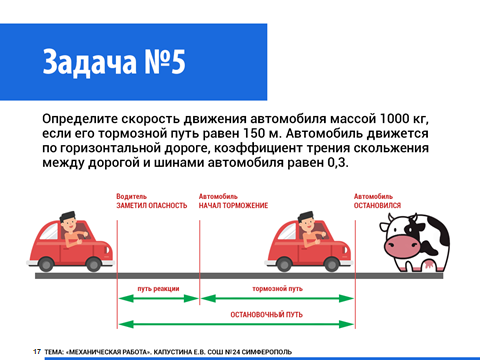 Задача №5
Определите скорость движения автомобиля массой 1000 кг,
если его тормозной путь равен 150 м. Автомобиль движется
по горизонтальной дороге, коэффициент трения скольжения
между дорогой и шинами автомобиля равен 0,3.
Водитель
ЗАМЕТИЛ ОПАСНОСТЬ
Автомобиль
НАЧАЛ ТОРМОЖЕНИЕ
Автомобиль
ОСТАНОВИЛСЯ
путь реакции
тормозной путь
ОСТАНОВОЧНЫЙ ПУТЬ
17 ТЕМА: «МЕХАНИЧЕСКАЯ РАБОТА». КАПУСТИНА Е.В. СОШ №24 СИМФЕРОПОЛЬ